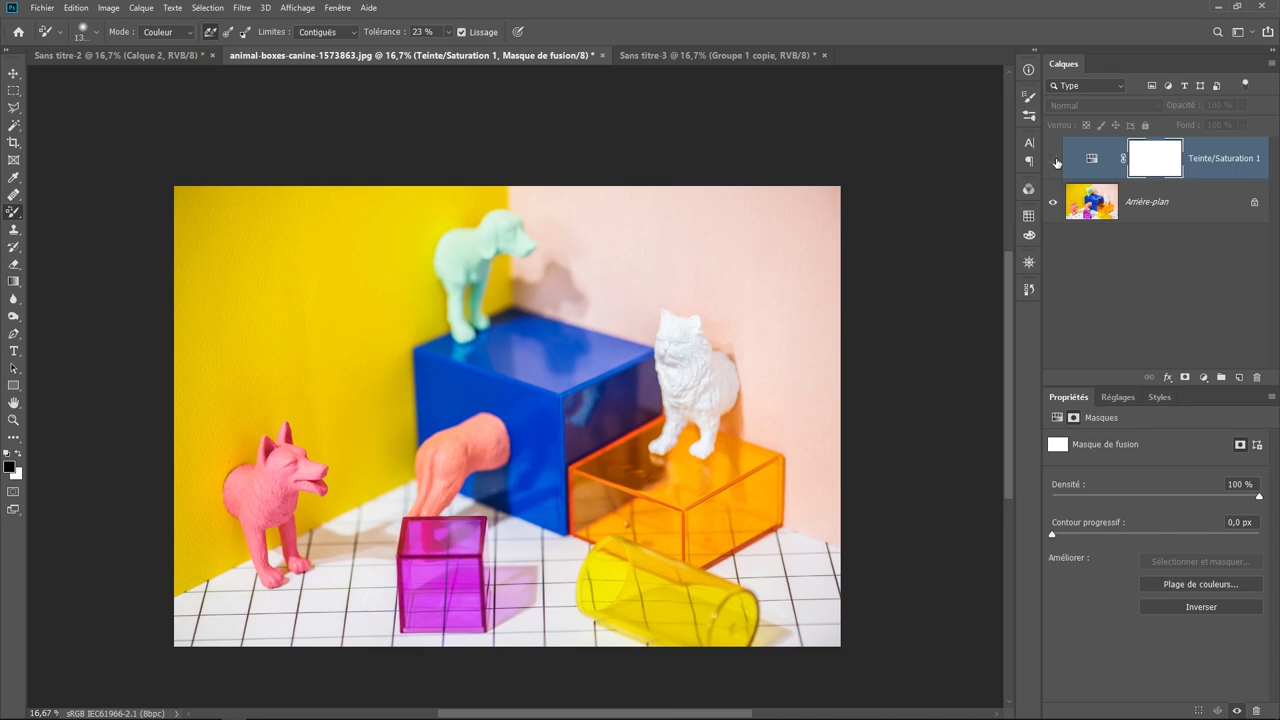 Ps Fichier Edition Image Calque Texte Sélection Filtre 3D Affichage Fenêtre Aide
13... Mode : Couleur Limites : Contiguës Tolérance : 23 % Lissage
Sans titre-2 @ 16,7% (Calque 2, RVB/8) * × animal-boxes-canine-1573863.jpg @ 16,7% (Teinte/Saturation 1, Masque de fusion/8) * × Sans titre-3 @ 16,7% (Groupe 1 copie, RVB/8) * ×
Calques
Type
Normal Opacité : 100 %
Verrou : Fond : 100 %
Teinte/Saturation 1
Arrière-plan
Propriétés Réglages Styles
Masques
Masque de fusion
Densité : 100 %
Contour progressif : 0,0 px
Améliorer : Sélectionner et masquer...
Plage de couleurs...
Inverser
16,67 % sRGB IEC61966-2.1 (8bpc)